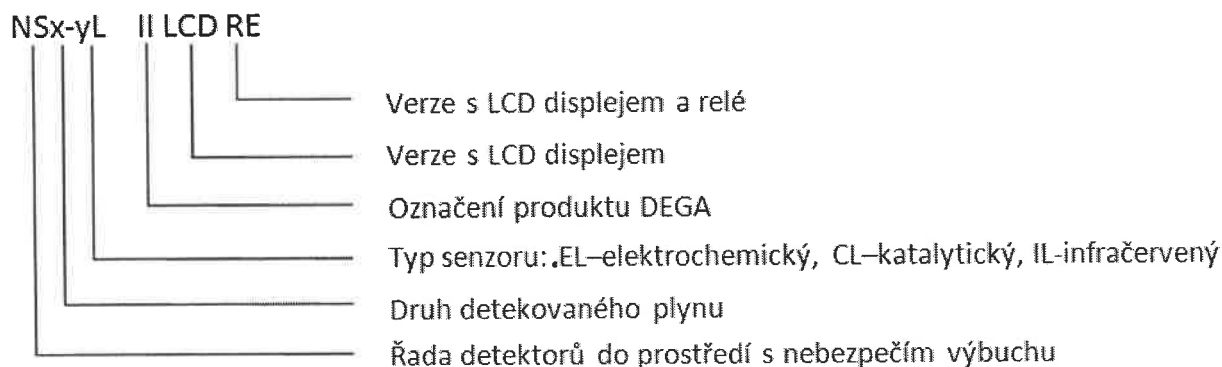 NSx-yL II LCD RE
Verze s LCD displejem a relé
Verze s LCD displejem
Označení produktu DEGA
Typ senzoru:.EL–elektrochemický, CL–katalytický, IL-infračervený
Druh detekovaného plynu
Řada detektorů do prostředí s nebezpečím výbuchu